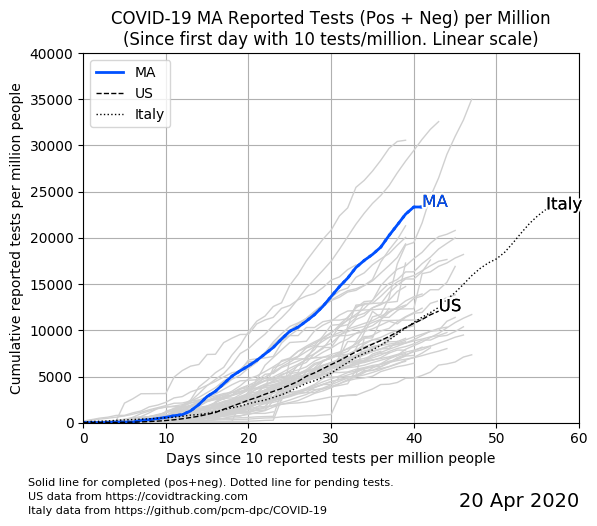 COVID-19 MA Reported Tests (Pos + Neg) per Million
(Since first day with 10 tests/million. Linear scale)
Cumulative reported tests per million people
40000
35000
30000
25000
20000
15000
10000
5000
0
MA
US
Italy
MA
Italy
US
0 10 20 30 40 50 60
Days since 10 reported tests per million people
Solid line for completed (pos+neg). Dotted line for pending tests.
US data from https://covidtracking.com
Italy data from https://github.com/pcm-dpc/COVID-19
20 Apr 2020